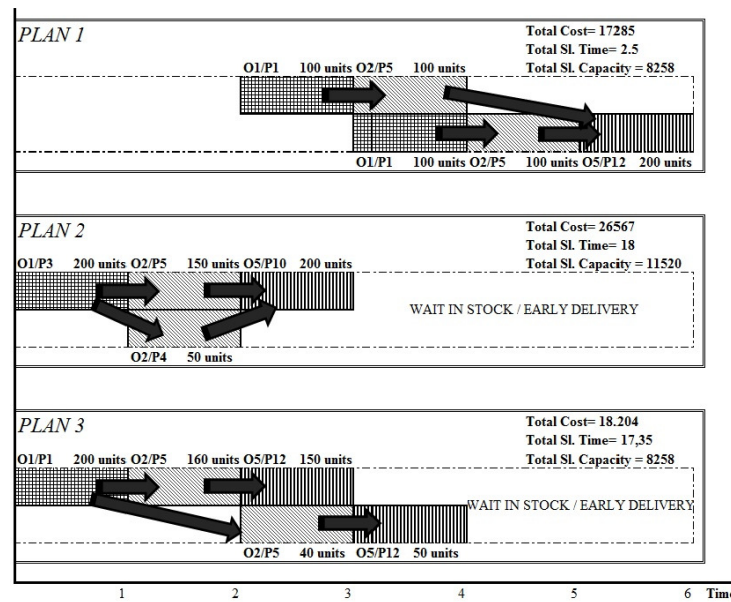 PLAN 1
Total Cost= 17285
Total Sl. Time= 2.5
Total Sl. Capacity = 8258
O1/P1 100 units O2/P5 100 units
O1/P1 100 units O2/P5 100 units O5/P12 200 units
PLAN 2
Total Cost= 26567
Total Sl. Time= 18
Total Sl. Capacity = 11520
O1/P3 200 units O2/P5 150 units O5/P10 200 units
WAIT IN STOCK / EARLY DELIVERY
O2/P4 50 units
PLAN 3
Total Cost= 18.204
Total Sl. Time= 17,35
Total Sl. Capacity = 8258
O1/P1 200 units O2/P5 160 units O5/P12 150 units
WAIT IN STOCK / EARLY DELIVERY
O2/P5 40 units O5/P12 50 units
1 2 3 4 5 6 Time